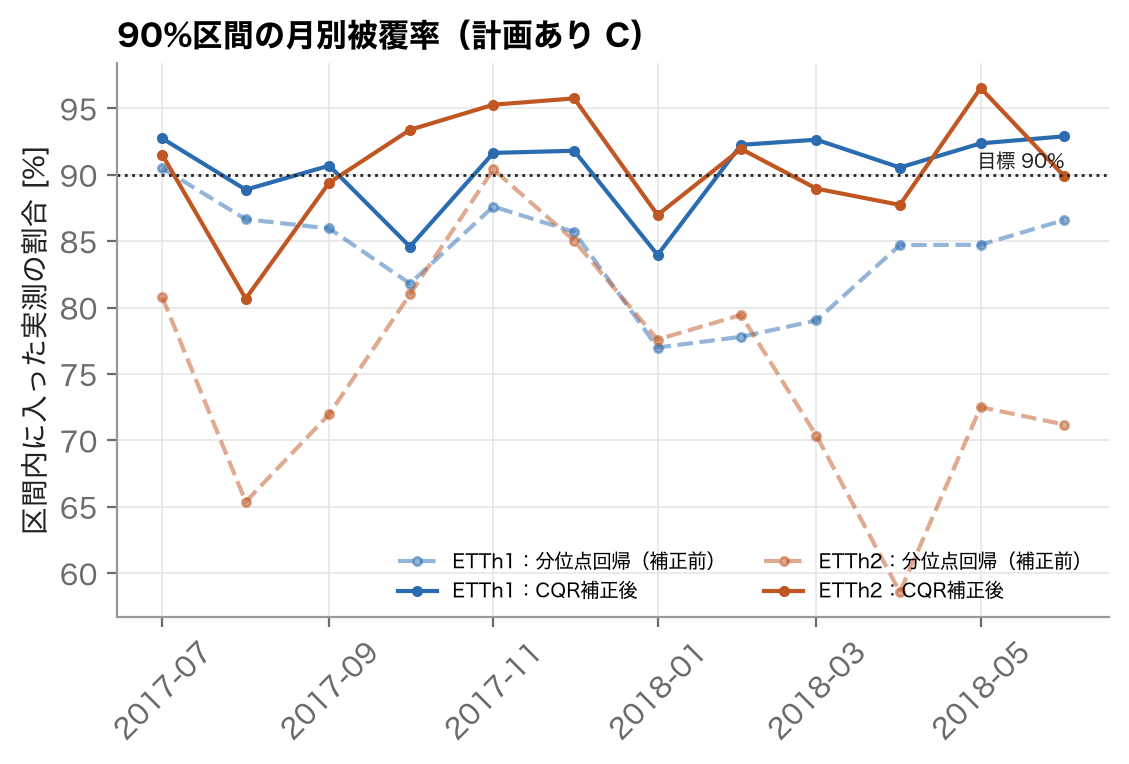 90%区間の月別被覆率（計画あり C）
区間内に入った実測の割合 [%]
95
90
85
80
75
70
65
60
目標 90%
ETTh1：分位点回帰（補正前）
ETTh1：CQR補正後
ETTh2：分位点回帰（補正前）
ETTh2：CQR補正後
2017-07
2017-09
2017-11
2018-01
2018-03
2018-05